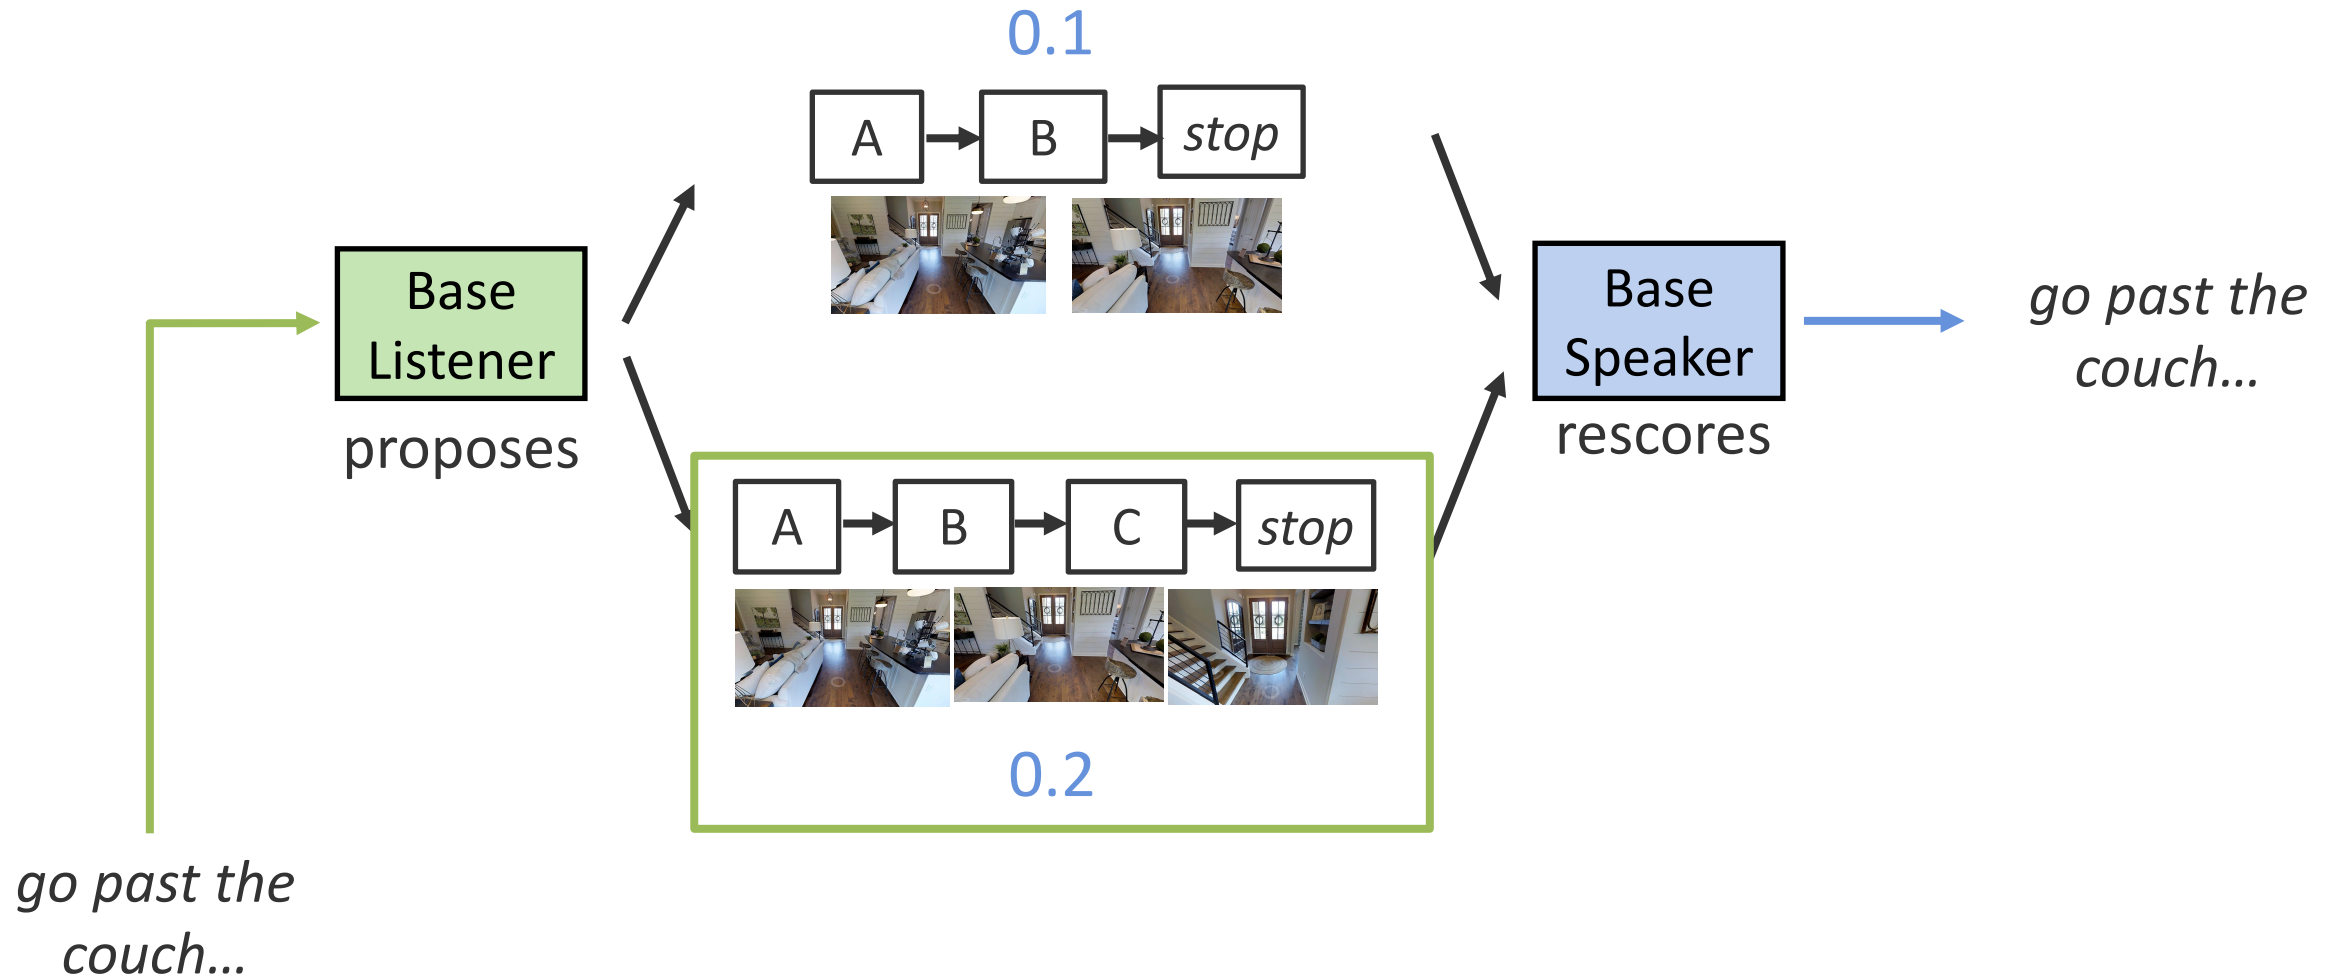 0.1
A
B
stop
Base
Listener
proposes
Base
Speaker
rescores
go past the
couch...
A
B
C
stop
0.2
go past the
couch...